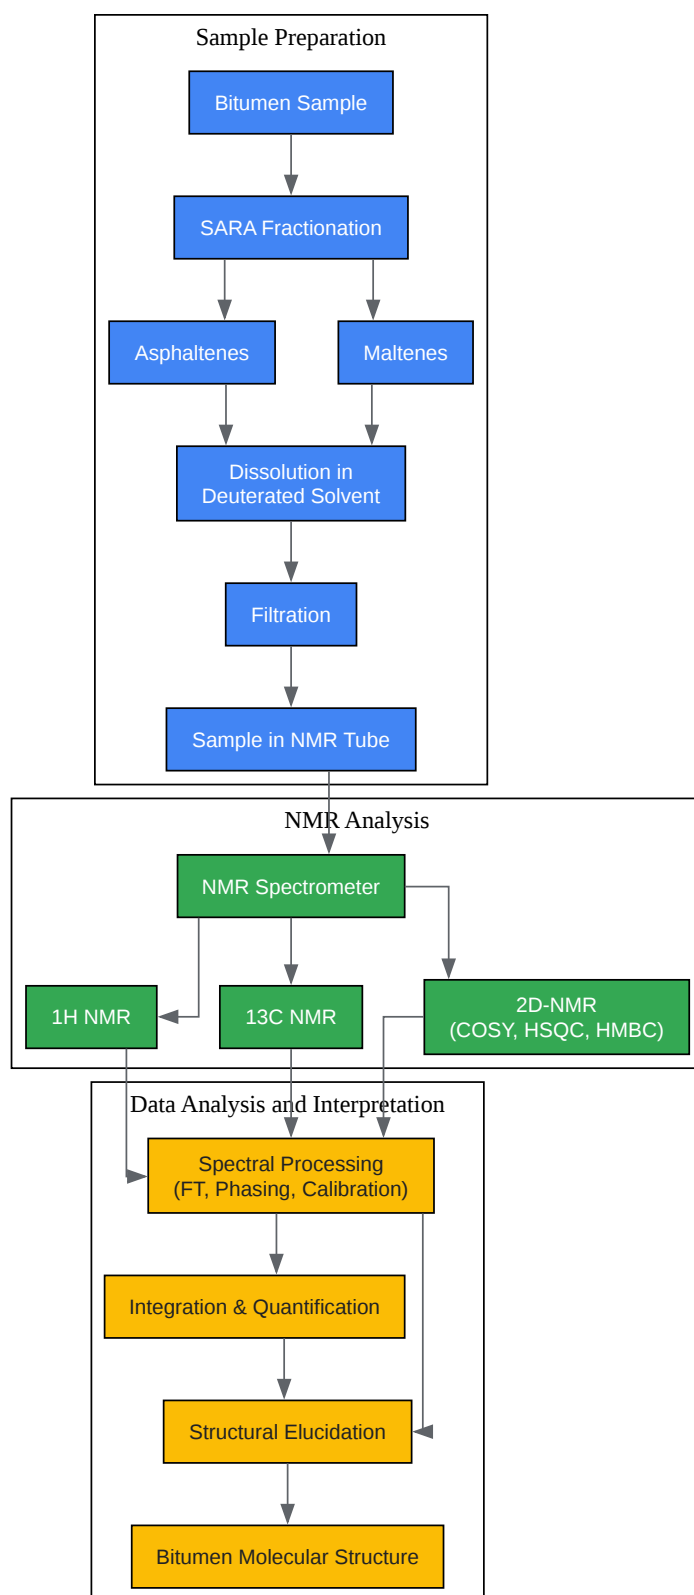 Sample Preparation
Bitumen Sample
SARA Fractionation
Asphaltenes
Maltenes
Dissolution in
Deuterated Solvent
Filtration
Sample in NMR Tube
NMR Analysis
NMR Spectrometer
1H NMR
13C NMR
2D-NMR
(COSY, HSQC, HMBC)
Data Analysis and Interpretation
Spectral Processing
(FT, Phasing, Calibration)
Integration & Quantification
Structural Elucidation
Bitumen Molecular Structure